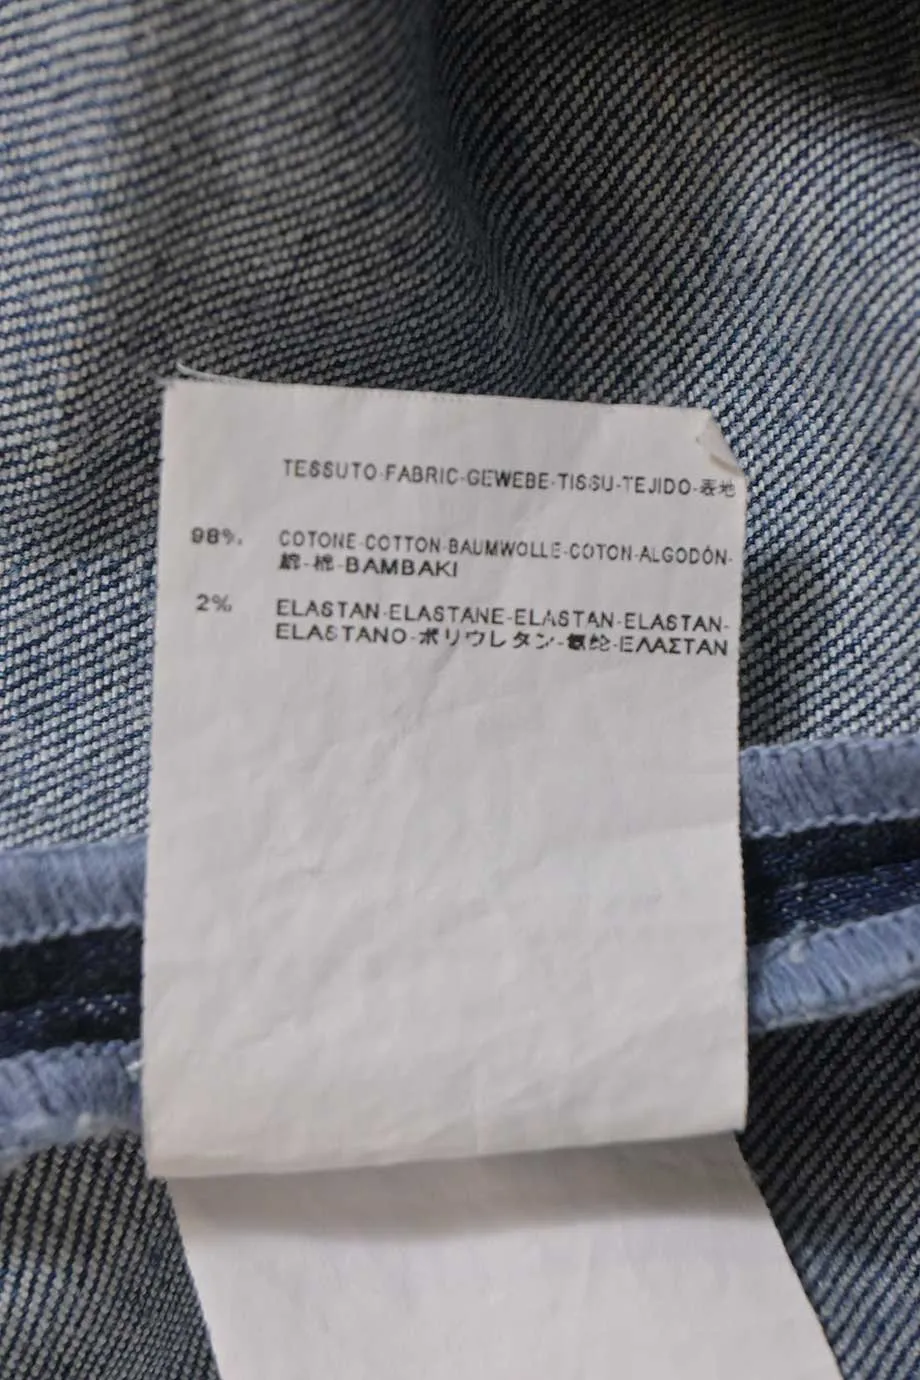 TESSUTO-FABRIC-GEWEBE-TISSU-TEJIDO-表地
98% COTONE-COTTON-BAUMWOLLE-COTON-ALGODÓN-
綿-棉-BAMBAKI
2% ELASTAN-ELASTANE-ELASTAN-ELASTAN-
ELASTANO-ポリウレタン-氨纶-ΕΛΑΣΤΑΝ